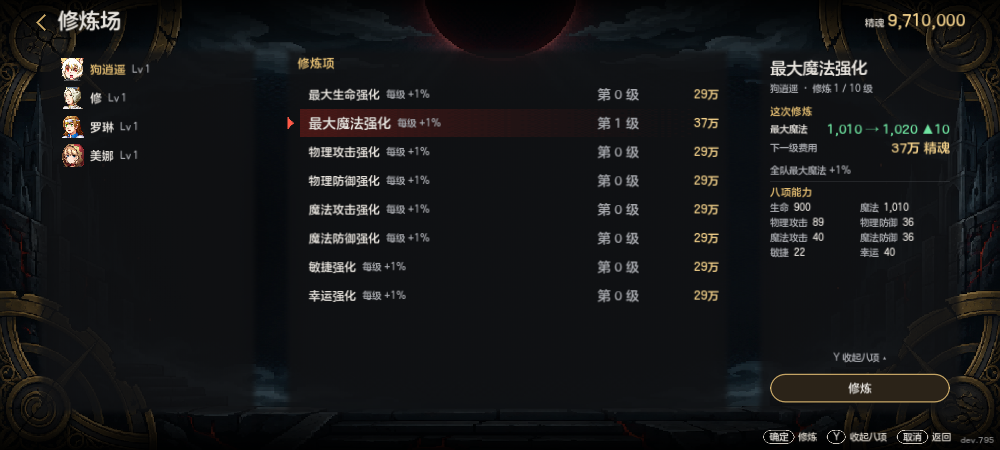 修炼场
精魂 9,710,000
狗逍遥 Lv1
修 Lv1
罗琳 Lv1
美娜 Lv1
修炼项
最大生命强化 每级 +1% 第 0 级 29万
最大魔法强化 每级 +1% 第 1 级 37万
物理攻击强化 每级 +1% 第 0 级 29万
物理防御强化 每级 +1% 第 0 级 29万
魔法攻击强化 每级 +1% 第 0 级 29万
魔法防御强化 每级 +1% 第 0 级 29万
敏捷强化 每级 +1% 第 0 级 29万
幸运强化 每级 +1% 第 0 级 29万
最大魔法强化
狗逍遥 · 修炼 1 / 10 级
这次修炼
最大魔法 1,010 → 1,020 ▲10
下一级费用 37万 精魂
全队最大魔法 +1%
八项能力
生命 900 魔法 1,010
物理攻击 89 物理防御 36
魔法攻击 40 魔法防御 36
敏捷 22 幸运 40
Y 收起八项 ▴
修炼
确定 修炼 Y 收起八项 取消 返回 dev.795